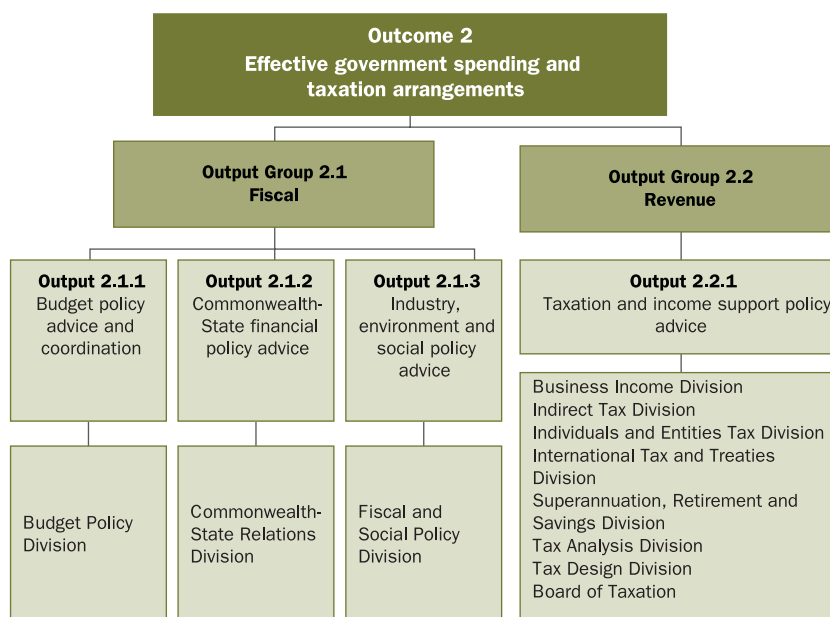 Outcome 2
Effective government spending and
taxation arrangements
Output Group 2.1
Fiscal
Output Group 2.2
Revenue
Output 2.1.1
Budget policy
advice and
coordination
Output 2.1.2
Commonwealth-
State financial
policy advice
Output 2.1.3
Industry,
environment and
social policy
advice
Output 2.2.1
Taxation and income support policy
advice
Budget Policy
Division
Commonwealth-
State Relations
Division
Fiscal and
Social Policy
Division
Business Income Division
Indirect Tax Division
Individuals and Entities Tax Division
International Tax and Treaties
Division
Superannuation, Retirement and
Savings Division
Tax Analysis Division
Tax Design Division
Board of Taxation